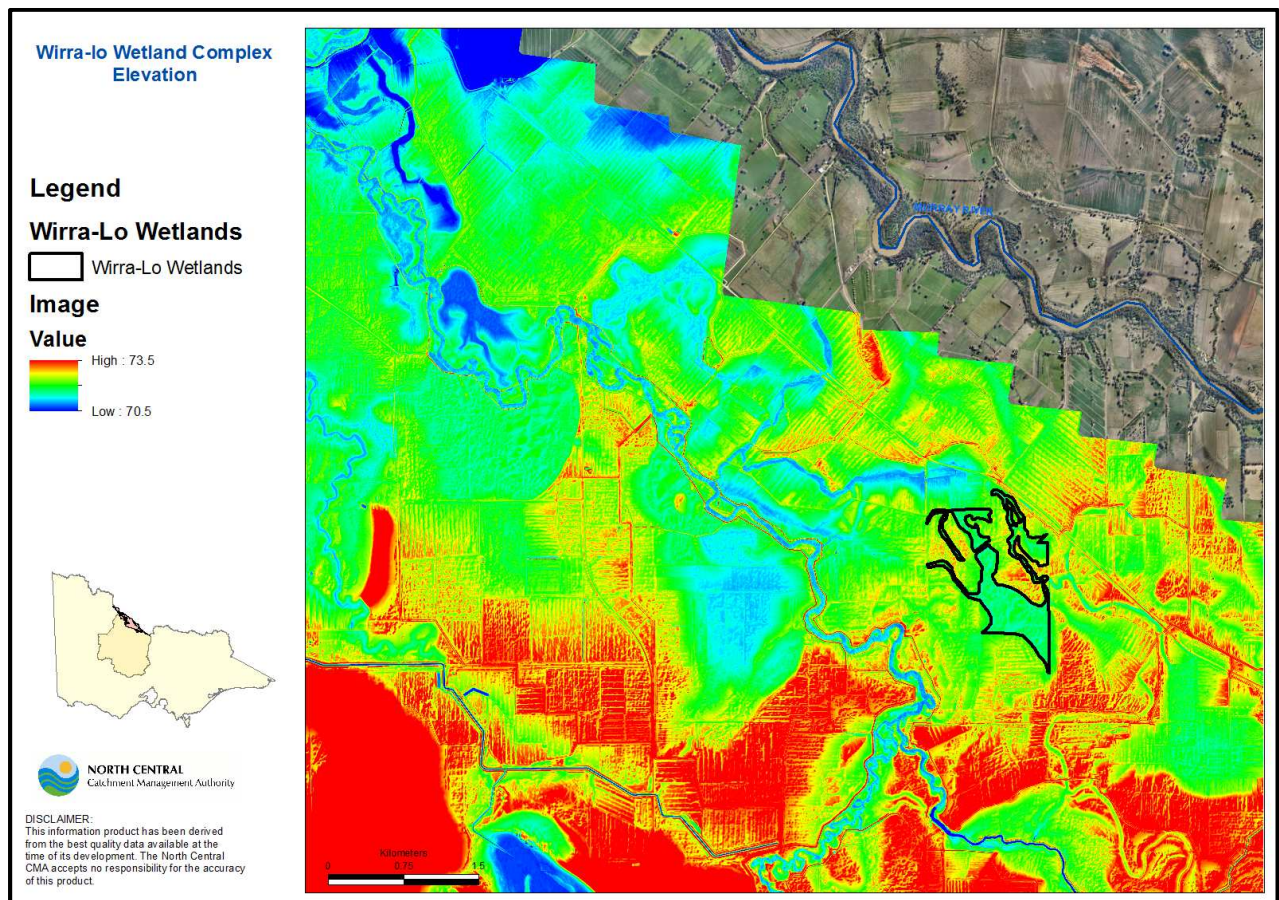 Wirra-lo Wetland Complex
Elevation
Legend
Wirra-Lo Wetlands
Wirra-Lo Wetlands
Image
Value
High : 73.5
Low : 70.5
MURRAY RIVER
NORTH CENTRAL
Catchment Management Authority
DISCLAIMER:
This information product has been derived
from the best quality data available at the
time of its development. The North Central
CMA accepts no responsibility for the accuracy
of this product.
Kilometers
0 0.75 1.5